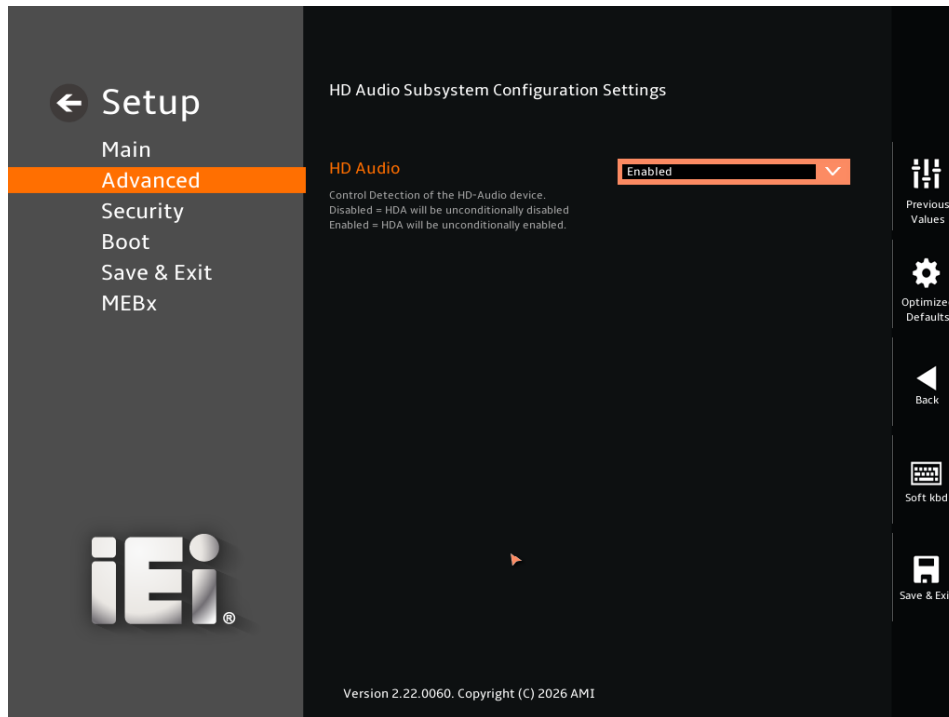 Setup
Main
Advanced
Security
Boot
Save & Exit
MEBx
iEi
®
HD Audio Subsystem Configuration Settings
HD Audio
Enabled
Control Detection of the HD-Audio device.
Disabled = HDA will be unconditionally disabled
Enabled = HDA will be unconditionally enabled.
Version 2.22.0060. Copyright (C) 2026 AMI
Previous
Values
Optimize
Defaults
Back
Soft kbd
Save & Exi